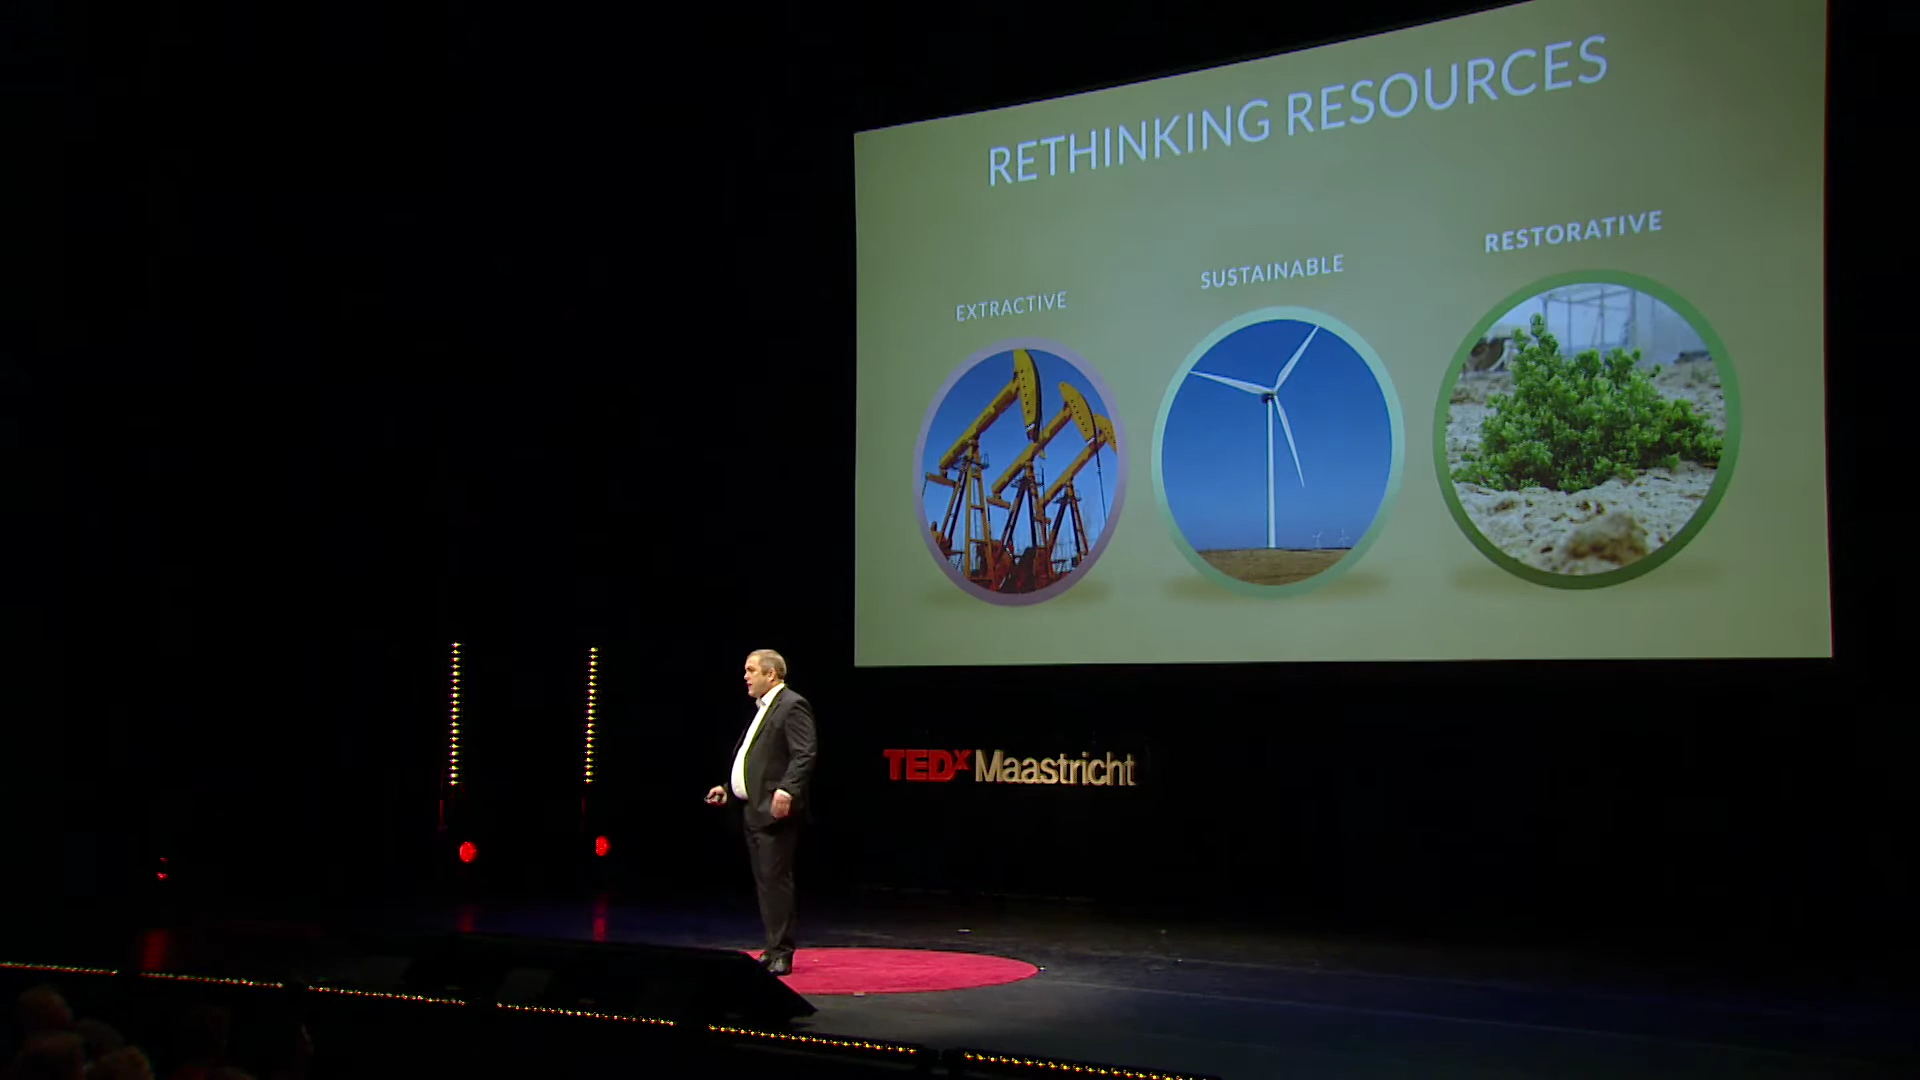 RETHINKING RESOURCES
EXTRACTIVE
SUSTAINABLE
RESTORATIVE
TEDx Maastricht